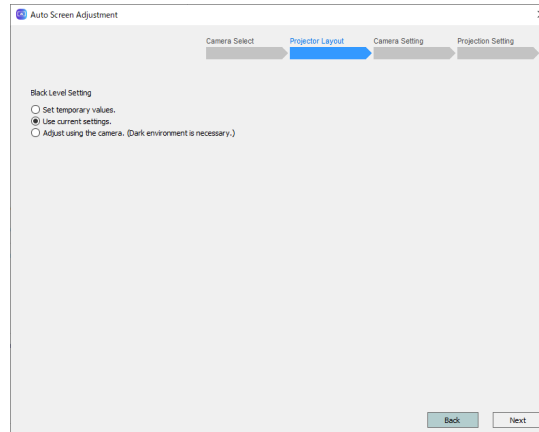 Auto Screen Adjustment
Camera Select
Projector Layout
Camera Setting
Projection Setting
Black Level Setting
Set temporary values.
Use current settings.
Adjust using the camera. (Dark environment is necessary.)
Back
Next